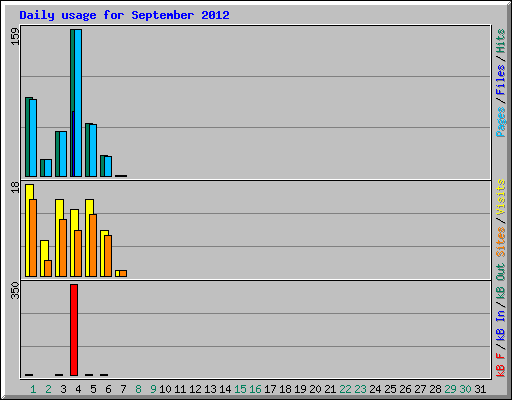 Daily usage for September 2012
159
Pages / Files / Hits
18
Sites / Visits
350
kB F / kB In / kB Out
1 2 3 4 5 6 7 8 9 10 11 12 13 14 15 16 17 18 19 20 21 22 23 24 25 26 27 28 29 30 31